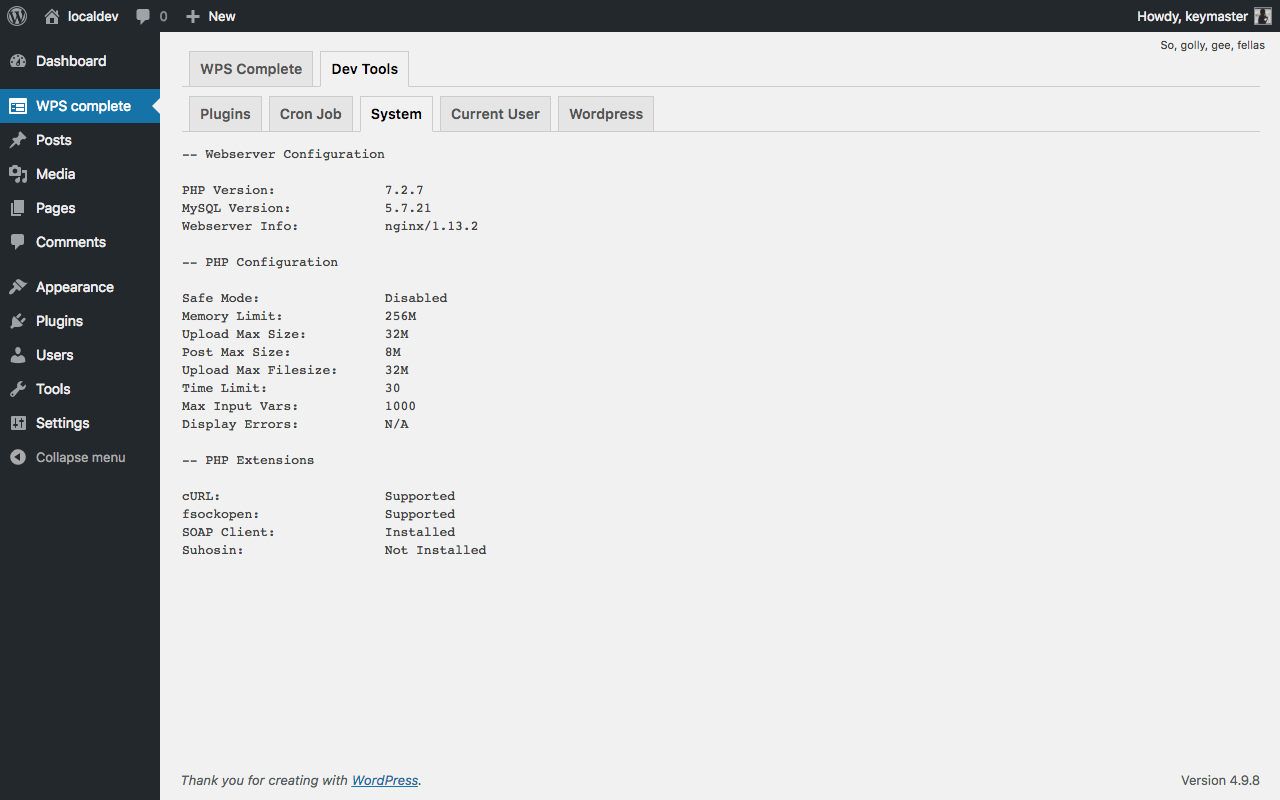 localdev 0 New Howdy, keymaster
So, golly, gee, fellas
Dashboard
WPS complete
Posts
Media
Pages
Comments
Appearance
Plugins
Users
Tools
Settings
Collapse menu
WPS Complete Dev Tools
Plugins Cron Job System Current User Wordpress
-- Webserver Configuration
PHP Version: 7.2.7
MySQL Version: 5.7.21
Webserver Info: nginx/1.13.2
-- PHP Configuration
Safe Mode: Disabled
Memory Limit: 256M
Upload Max Size: 32M
Post Max Size: 8M
Upload Max Filesize: 32M
Time Limit: 30
Max Input Vars: 1000
Display Errors: N/A
-- PHP Extensions
cURL: Supported
fsockopen: Supported
SOAP Client: Installed
Suhosin: Not Installed
Thank you for creating with WordPress. Version 4.9.8